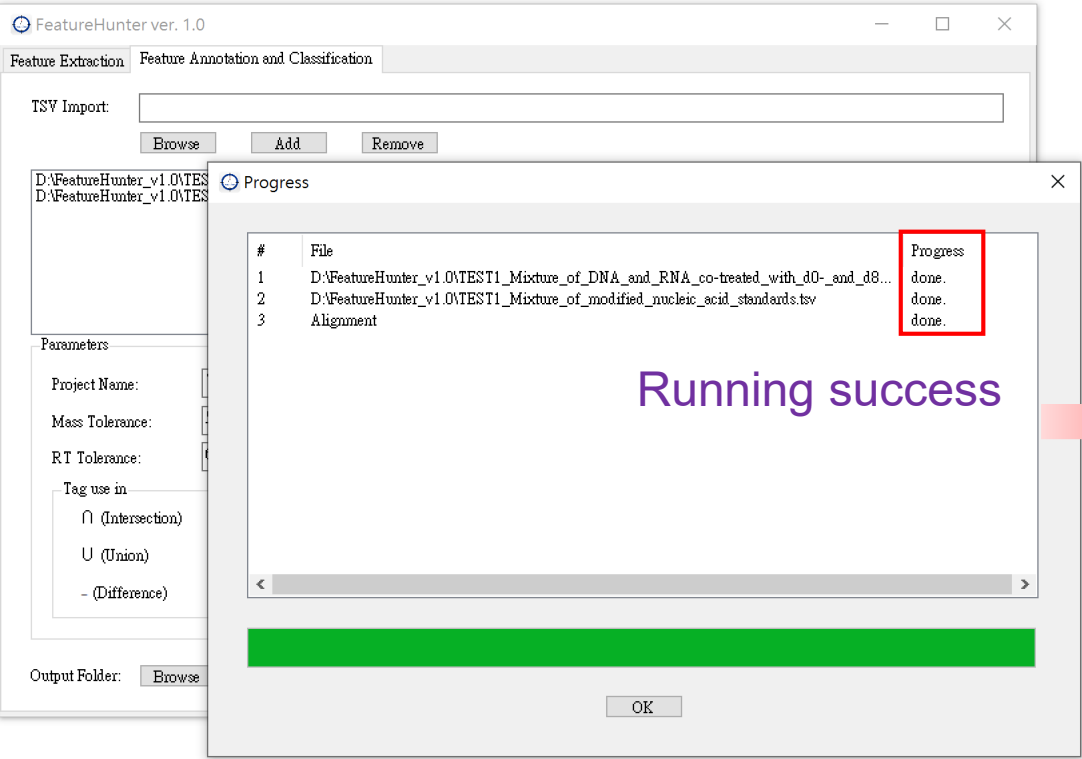 FeatureHunter ver. 1.0
Feature Extraction Feature Annotation and Classification
TSV Import:
Browse Add Remove
D:\FeatureHunter_v1.0\TES
D:\FeatureHunter_v1.0\TES
Progress
# File Progress
1 D:\FeatureHunter_v1.0\TEST1_Mixture_of_DNA_and_RNA_co-treated_with_d0-_and_d8... done.
2 D:\FeatureHunter_v1.0\TEST1_Mixture_of_modified_nucleic_acid_standards.tsv done.
3 Alignment done.
Running success
Parameters
Project Name:
Mass Tolerance:
RT Tolerance:
Tag use in
∩ (Intersection)
∪ (Union)
- (Difference)
Output Folder: Browse
OK